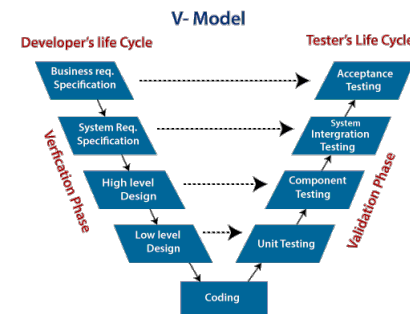 V- Model
Developer's life Cycle
Tester's Life Cycle
Business req.
Specification
Acceptance
Testing
System Req.
Specification
System
Intergration
Testing
High level
Design
Component
Testing
Low level
Design
Unit Testing
Coding
Verfication Phase
Validation Phase